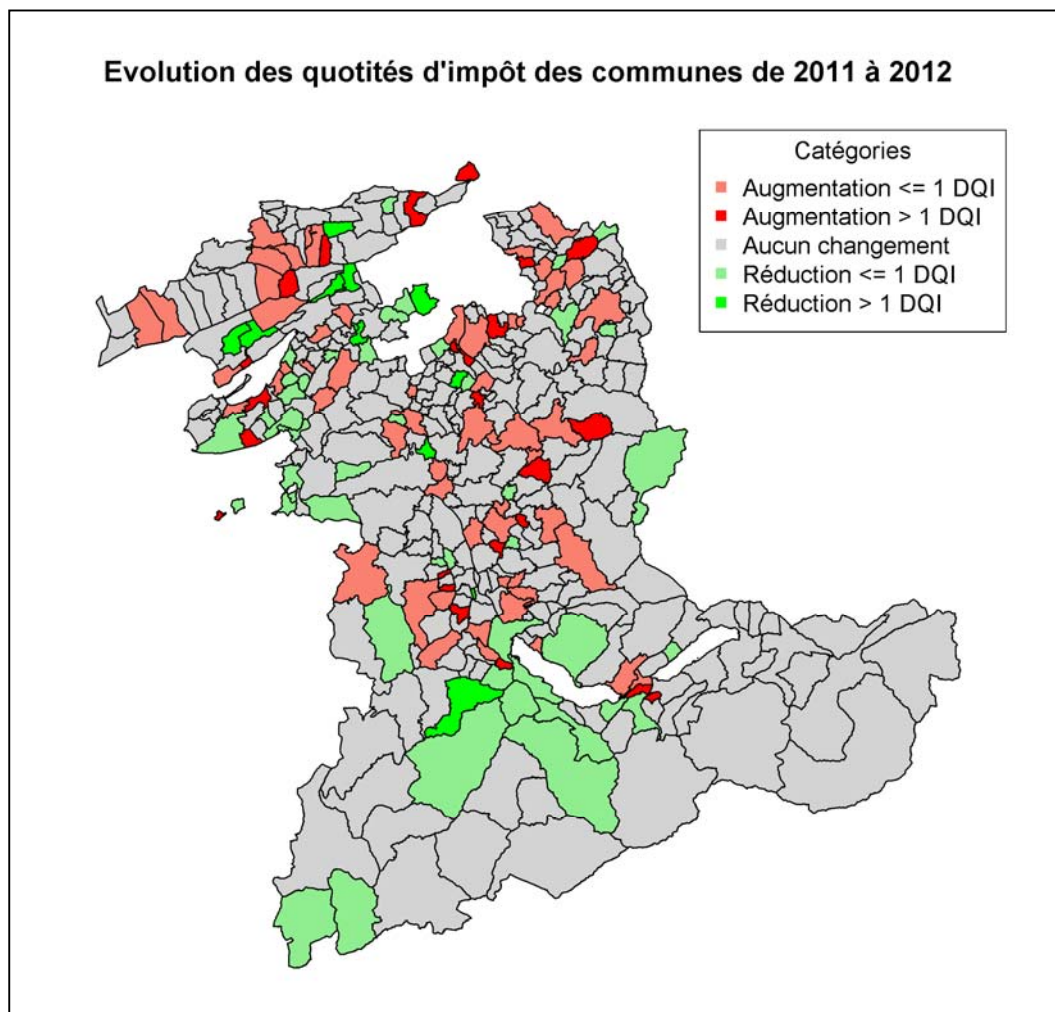 Evolution des quotités d'impôt des communes de 2011 à 2012
Catégories
Augmentation <= 1 DQI
Augmentation > 1 DQI
Aucun changement
Réduction <= 1 DQI
Réduction > 1 DQI